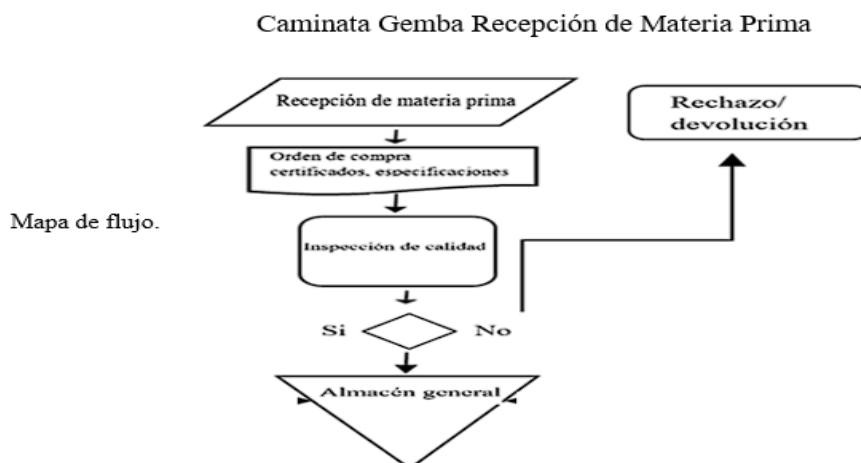 Caminata Gemba Recepción de Materia Prima
Recepción de materia prima
Rechazo/
devolución
Orden de compra
certificados, especificaciones
Mapa de flujo.
Inspección de calidad
Si
No
Almacén general